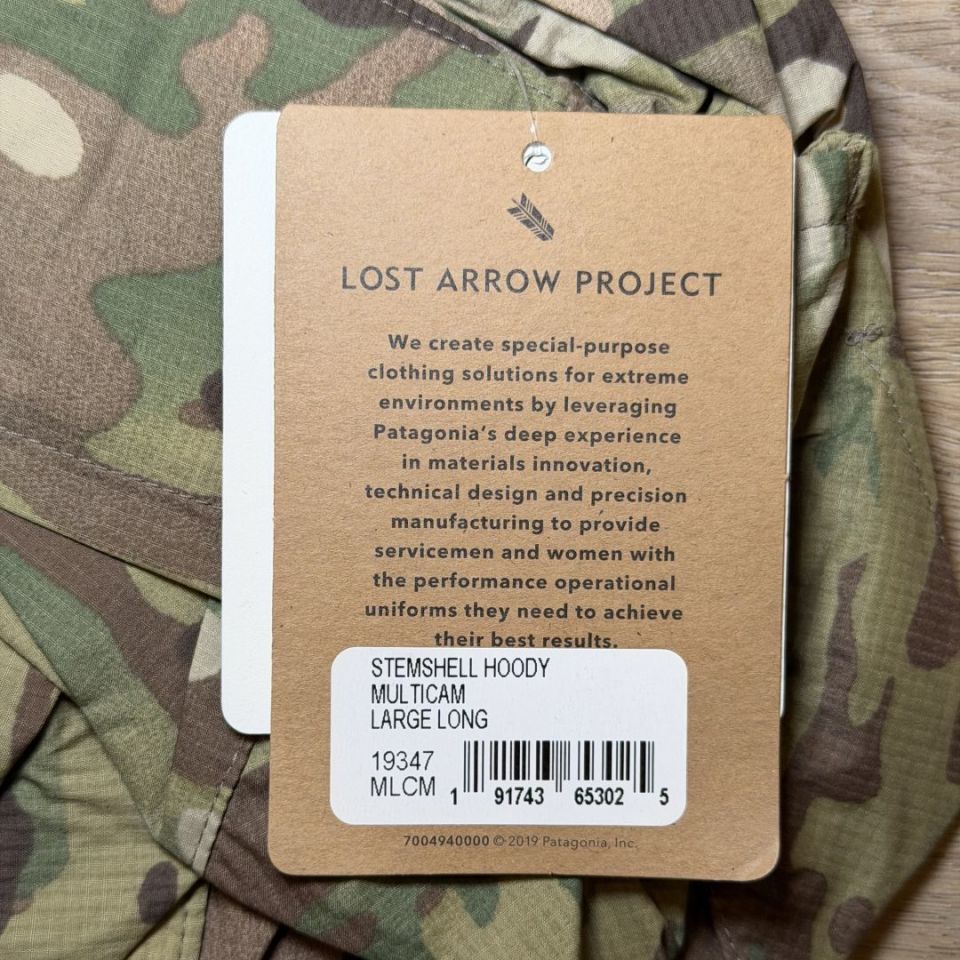 LOST ARROW PROJECT
We create special-purpose
clothing solutions for extreme
environments by leveraging
Patagonia's deep experience
in materials innovation,
technical design and precision
manufacturing to provide
servicemen and women with
the performance operational
uniforms they need to achieve
their best results.
STEMSHELL HOODY
MULTICAM
LARGE LONG
19347
MLCM
1 91743 65302 5
7004940000 © 2019 Patagonia, Inc.